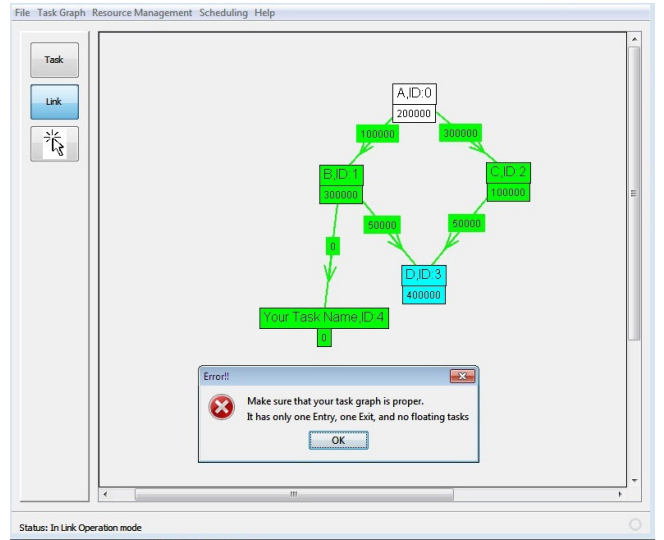 File Task Graph Resource Management Scheduling Help
Task
Link
A,ID:0
200000
100000
300000
B,ID:1
300000
C,ID:2
100000
50000
50000
0
D,ID:3
400000
Your Task Name,ID:4
0
Error!!
Make sure that your task graph is proper.
It has only one Entry, one Exit, and no floating tasks
OK
Status: In Link Operation mode